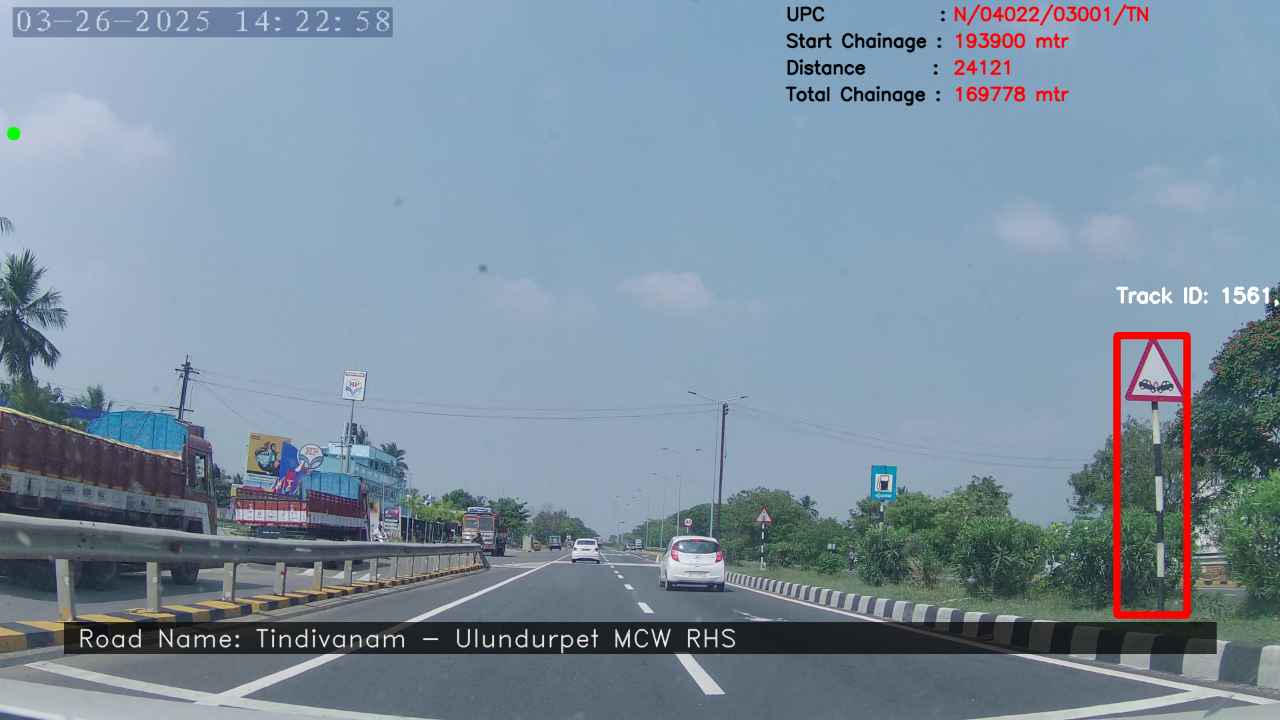 03-26-2025 14:22:58
UPC : N/04022/03001/TN
Start Chainage : 193900 mtr
Distance : 24121
Total Chainage : 169778 mtr
Track ID: 1561,
HP
Road Name: Tindivanam - Ulundurpet MCW RHS